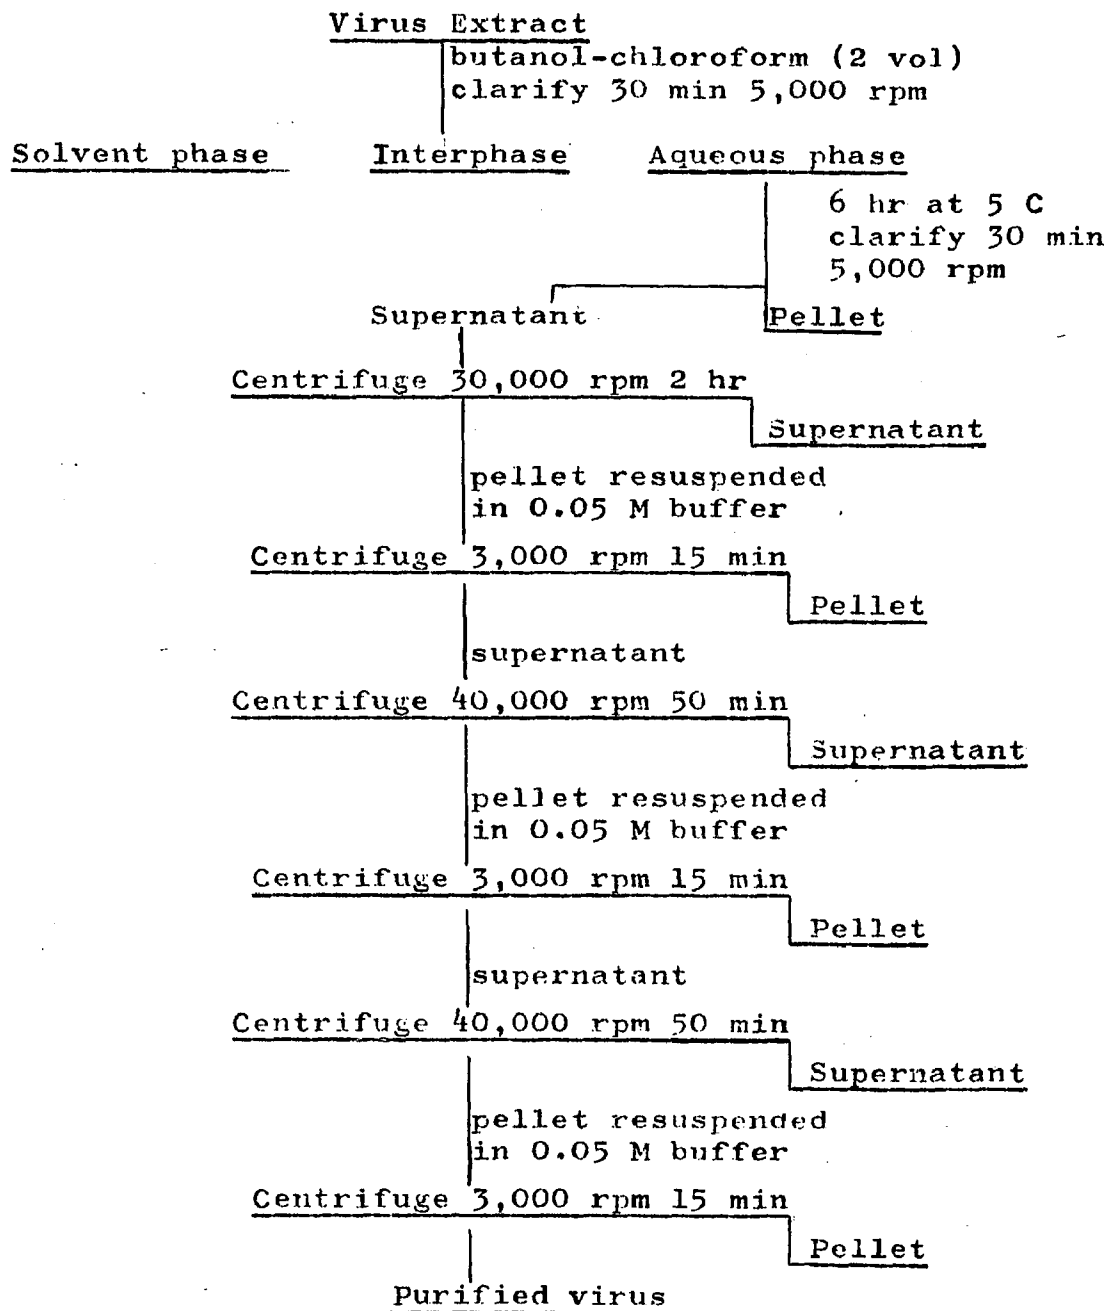 Virus Extract
butanol-chloroform (2 vol)
clarify 30 min 5,000 rpm
Solvent phase Interphase Aqueous phase
6 hr at 5 C
clarify 30 min
5,000 rpm
Supernatant Pellet
Centrifuge 30,000 rpm 2 hr
Supernatant
pellet resuspended
in 0.05 M buffer
Centrifuge 3,000 rpm 15 min
Pellet
supernatant
Centrifuge 40,000 rpm 50 min
Supernatant
pellet resuspended
in 0.05 M buffer
Centrifuge 3,000 rpm 15 min
Pellet
supernatant
Centrifuge 40,000 rpm 50 min
Supernatant
pellet resuspended
in 0.05 M buffer
Centrifuge 3,000 rpm 15 min
Pellet
Purified virus